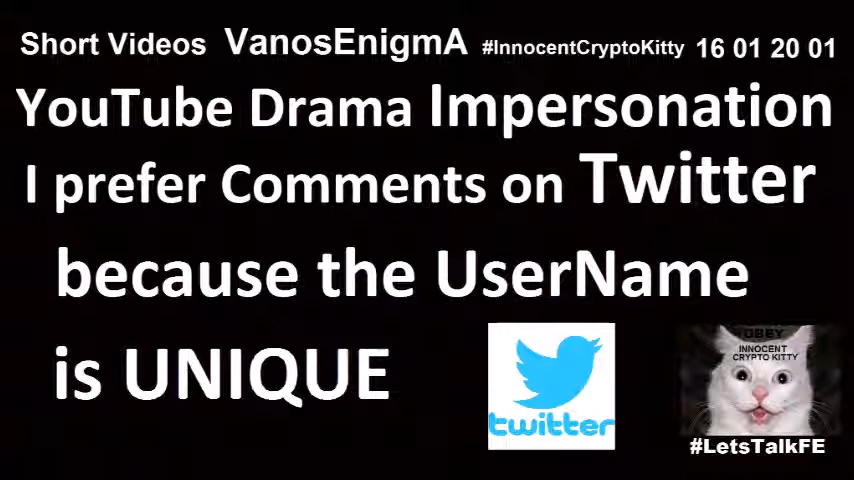 Short Videos VanosEnigmA #InnocentCryptoKitty 16 01 20 01
YouTube Drama Impersonation
I prefer Comments on Twitter
because the UserName
is UNIQUE
twitter
OBEY
INNOCENT
CRYPTO KITTY
#LetsTalkFE